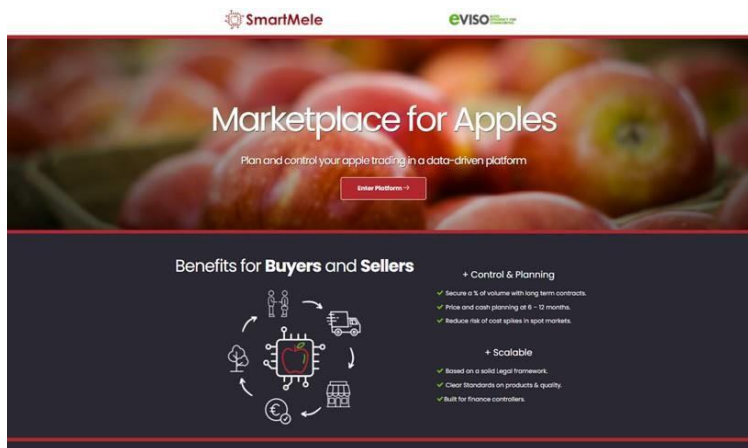 SmartMele
eVISO
Marketplace for Apples
Plan and control your apple trading in a data-driven platform
Enter Platform →
Benefits for Buyers and Sellers
+ Control & Planning
✓ Secure a % of volume with long term contracts.
✓ Price and cash planning at 6 - 12 months.
✓ Reduce risk of cost spikes in spot markets.
+ Scalable
✓ Based on a solid Legal framework.
✓ Clear Standards on products & quality.
✓ Built for finance controllers.
€